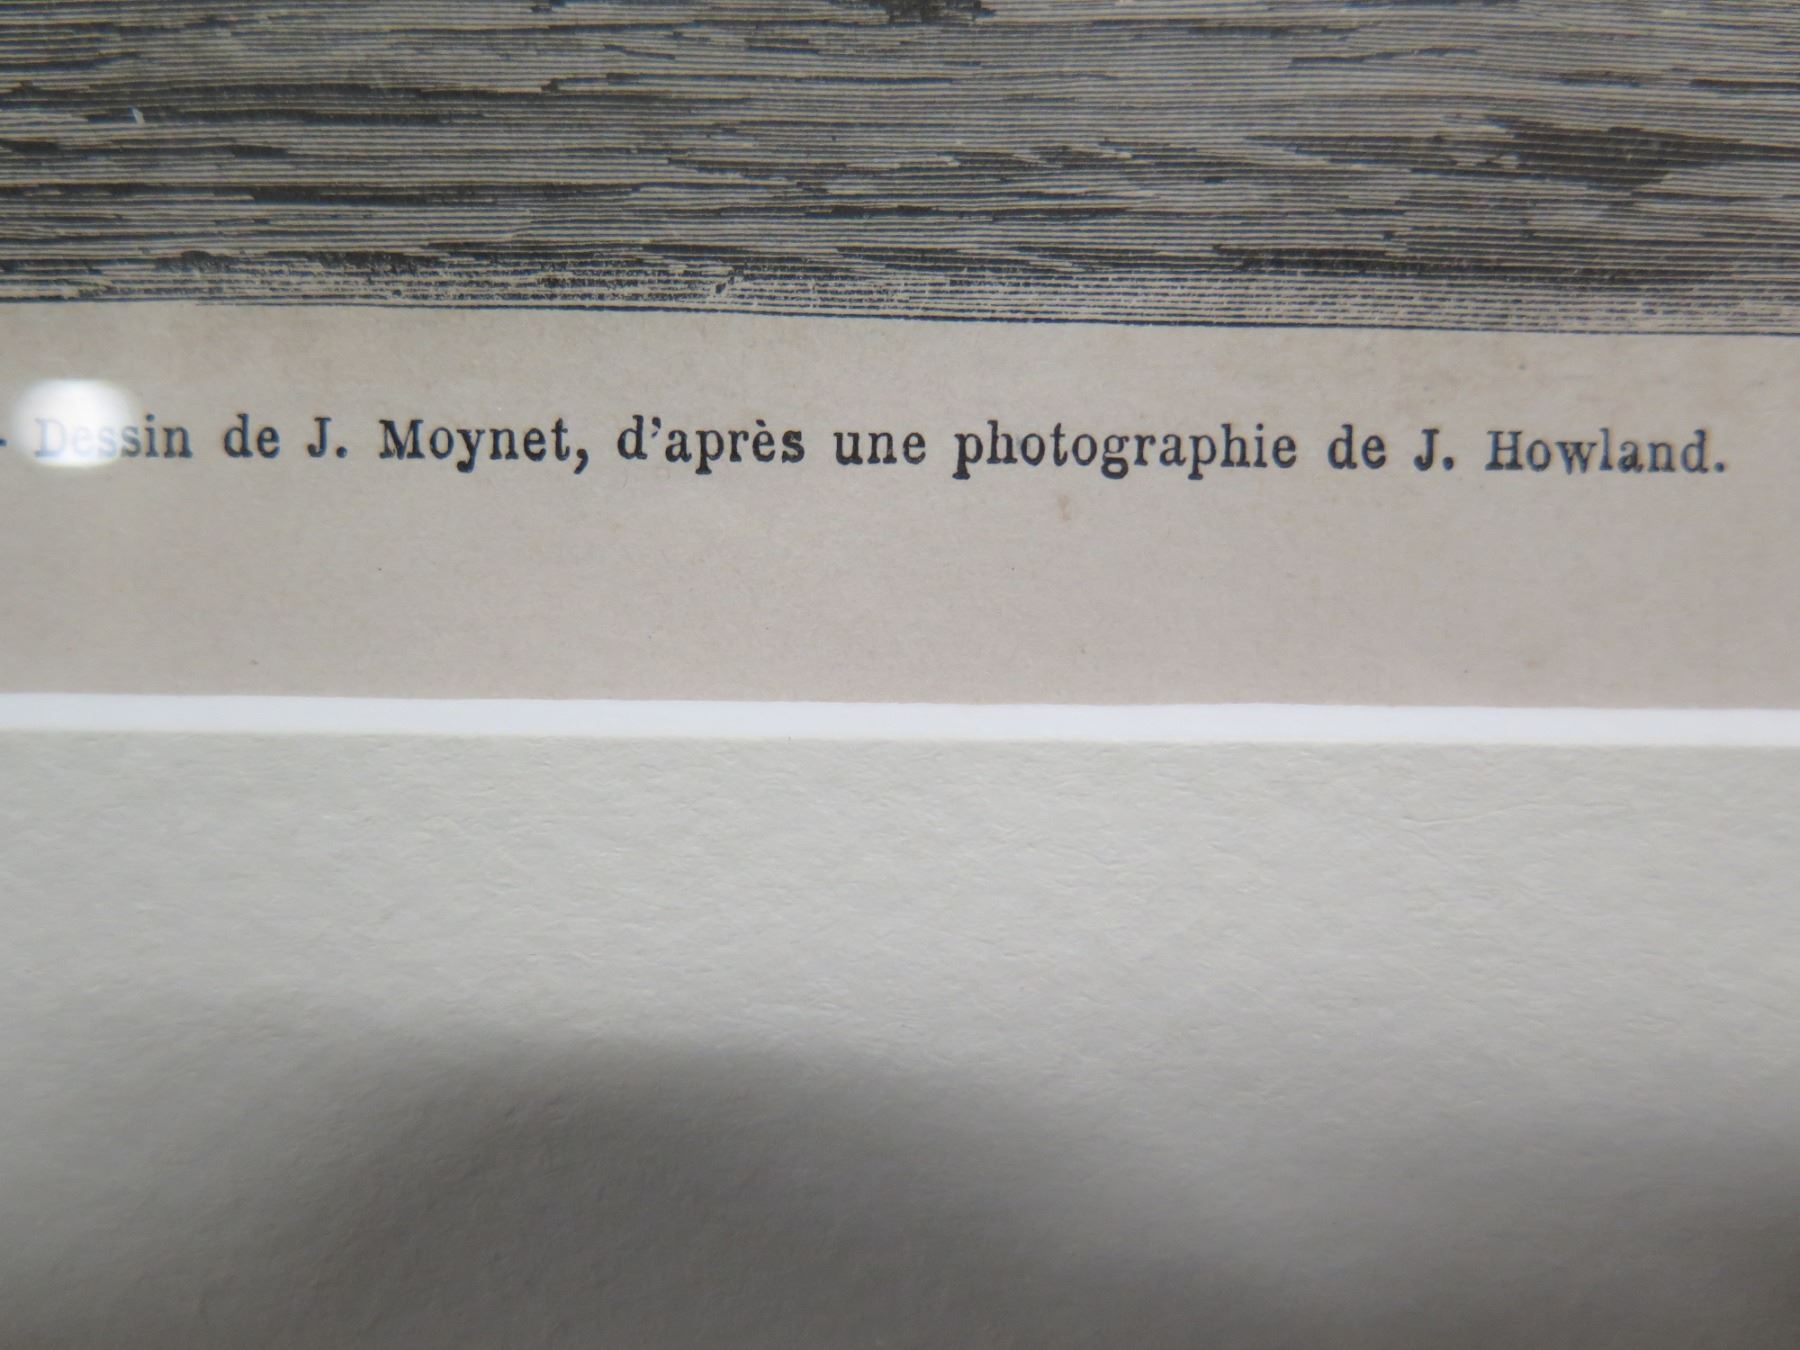 - Dessin de J. Moynet, d'après une photographie de J. Howland.